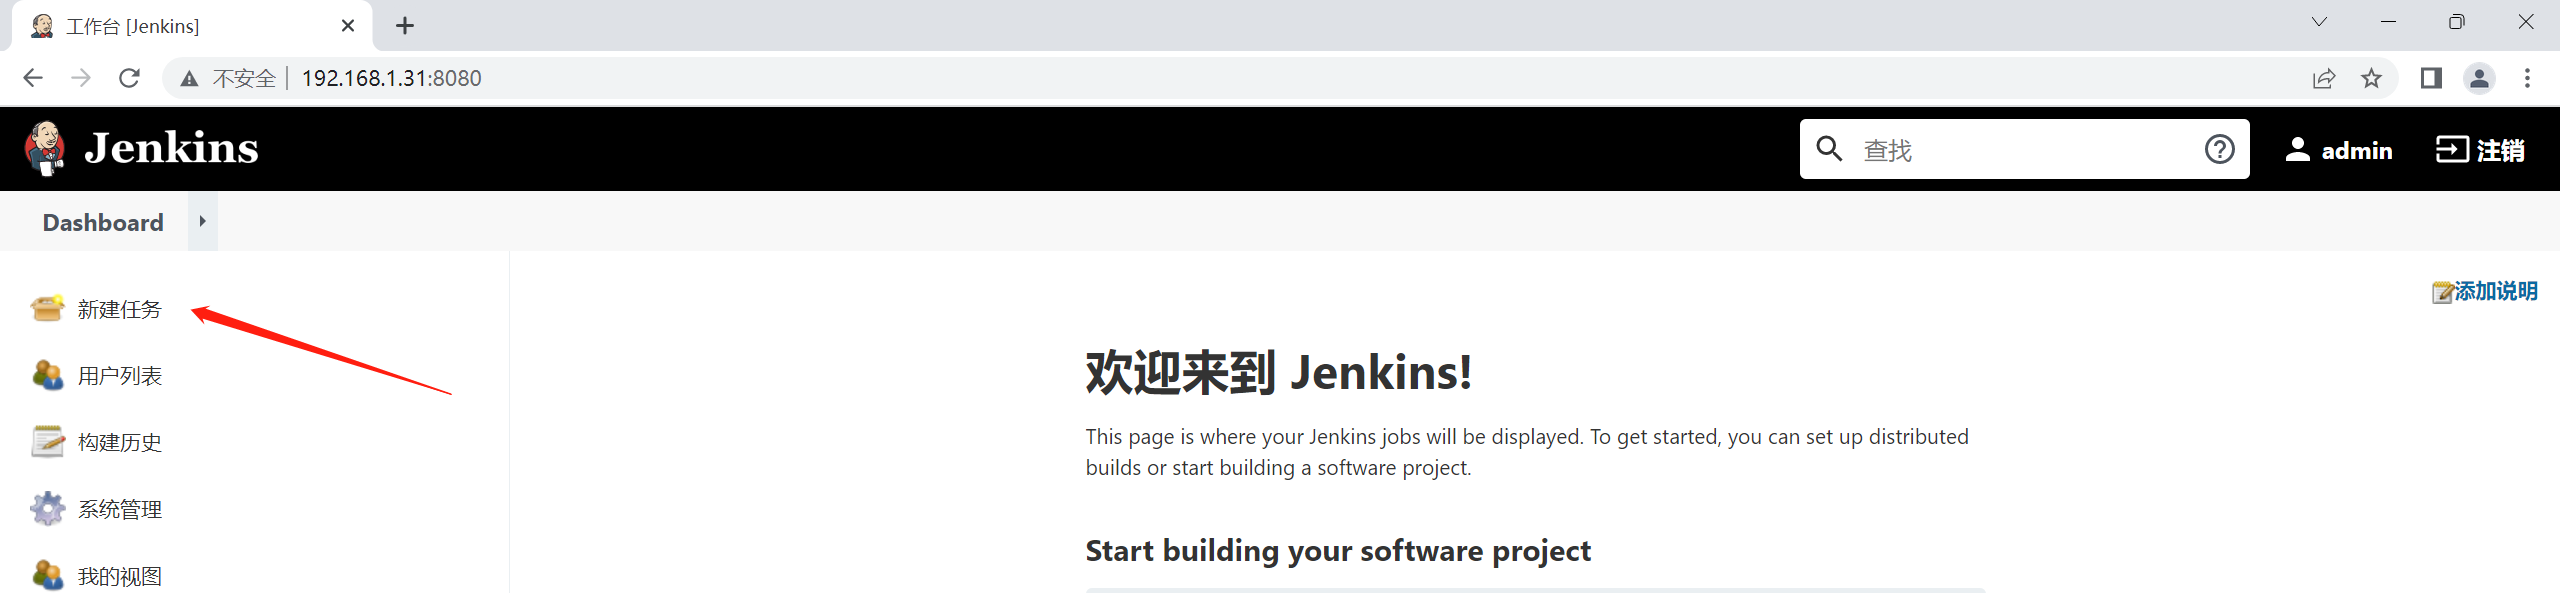 工作台 [Jenkins]
不安全 192.168.1.31:8080
Jenkins
查找
admin
注销
Dashboard
新建任务
添加说明
用户列表
构建历史
系统管理
我的视图
欢迎来到 Jenkins!
This page is where your Jenkins jobs will be displayed. To get started, you can set up distributed
builds or start building a software project.
Start building your software project